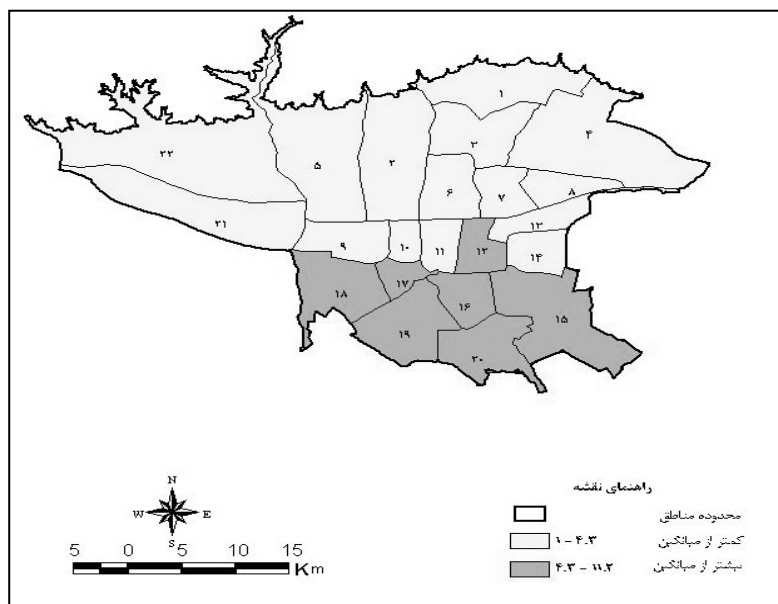 ۱
۴
۳
۲
۵
۲۲
۶
۷
۸
۲۱
۱۳
۹
۱۰
۱۱
۱۲
۱۴
۱۷
۱۸
۱۶
۱۵
۱۹
۲۰
N
W E
S
5 0 5 10 15
Km
راهنمای نقشه
محدوده مناطق
کمتر از میانگین ۱ - ۴.۳
بیشتر از میانگین ۴.۳ - ۱۱.۲